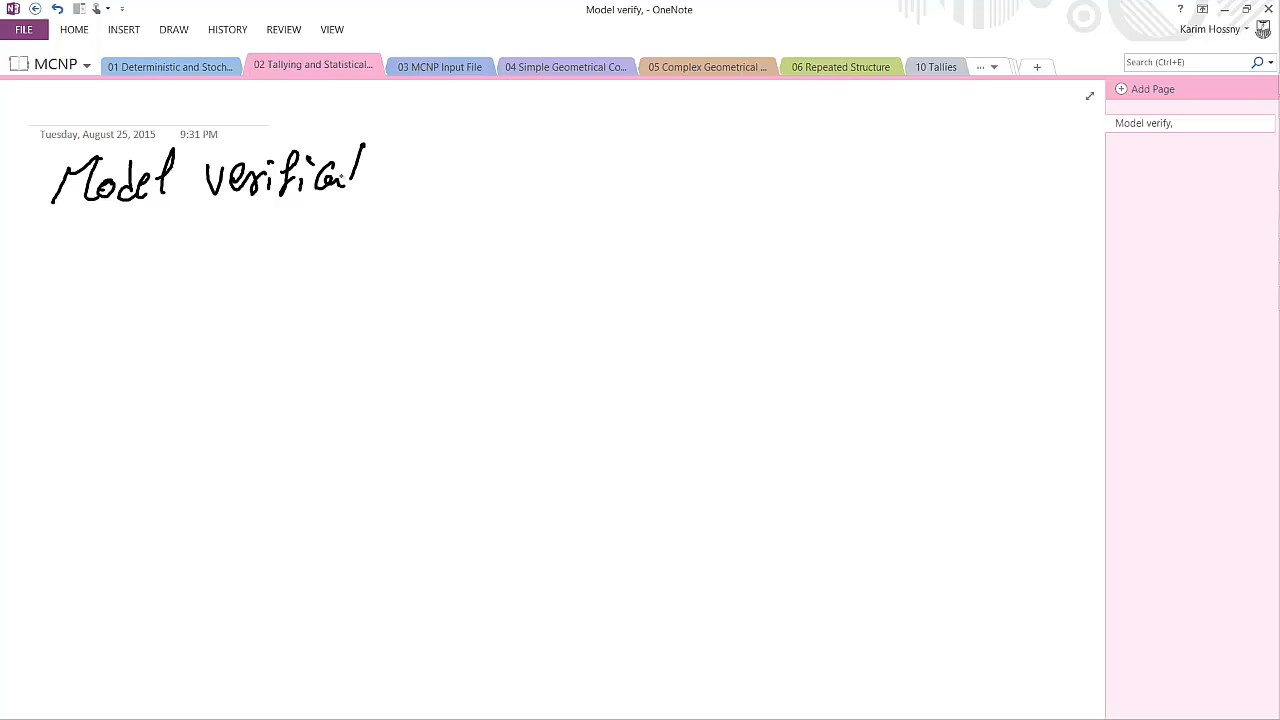 Model verify, - OneNote
?
Karim Hossny
FILE HOME INSERT DRAW HISTORY REVIEW VIEW
MCNP 01 Deterministic and Stoch... 02 Tallying and Statistical... 03 MCNP Input File 04 Simple Geometrical Co... 05 Complex Geometrical ... 06 Repeated Structure 10 Tallies ... + Search (Ctrl+E)
Add Page
Model verify,
Tuesday, August 25, 2015 9:31 PM
Model verificat